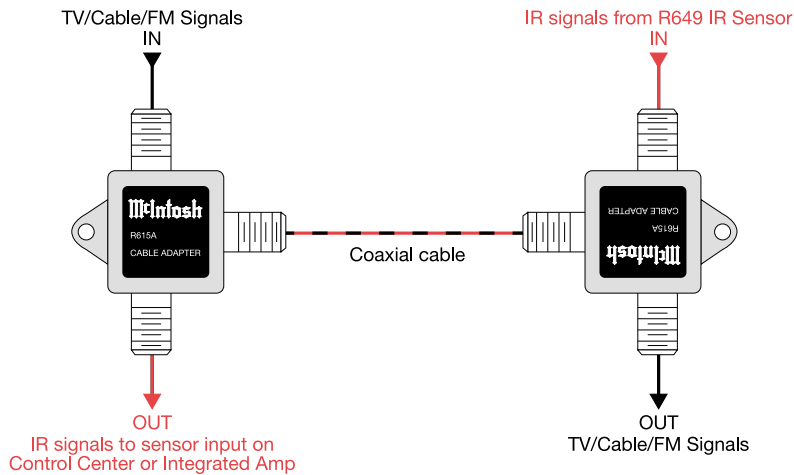 TV/Cable/FM Signals
IN
IR signals from R649 IR Sensor
IN
McIntosh
R615A
CABLE ADAPTER
Coaxial cable
McIntosh
R615A
CABLE ADAPTER
OUT
IR signals to sensor input on
Control Center or Integrated Amp
OUT
TV/Cable/FM Signals